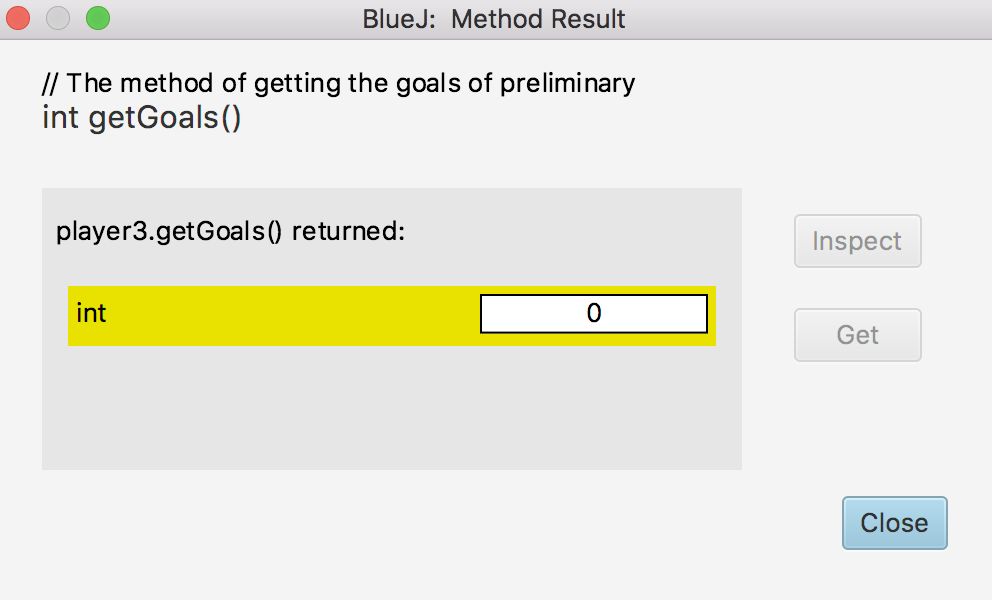 BlueJ:  Method Result
// The method of getting the goals of preliminary
int getGoals()
player3.getGoals() returned:
Inspect
int 0
Get
Close